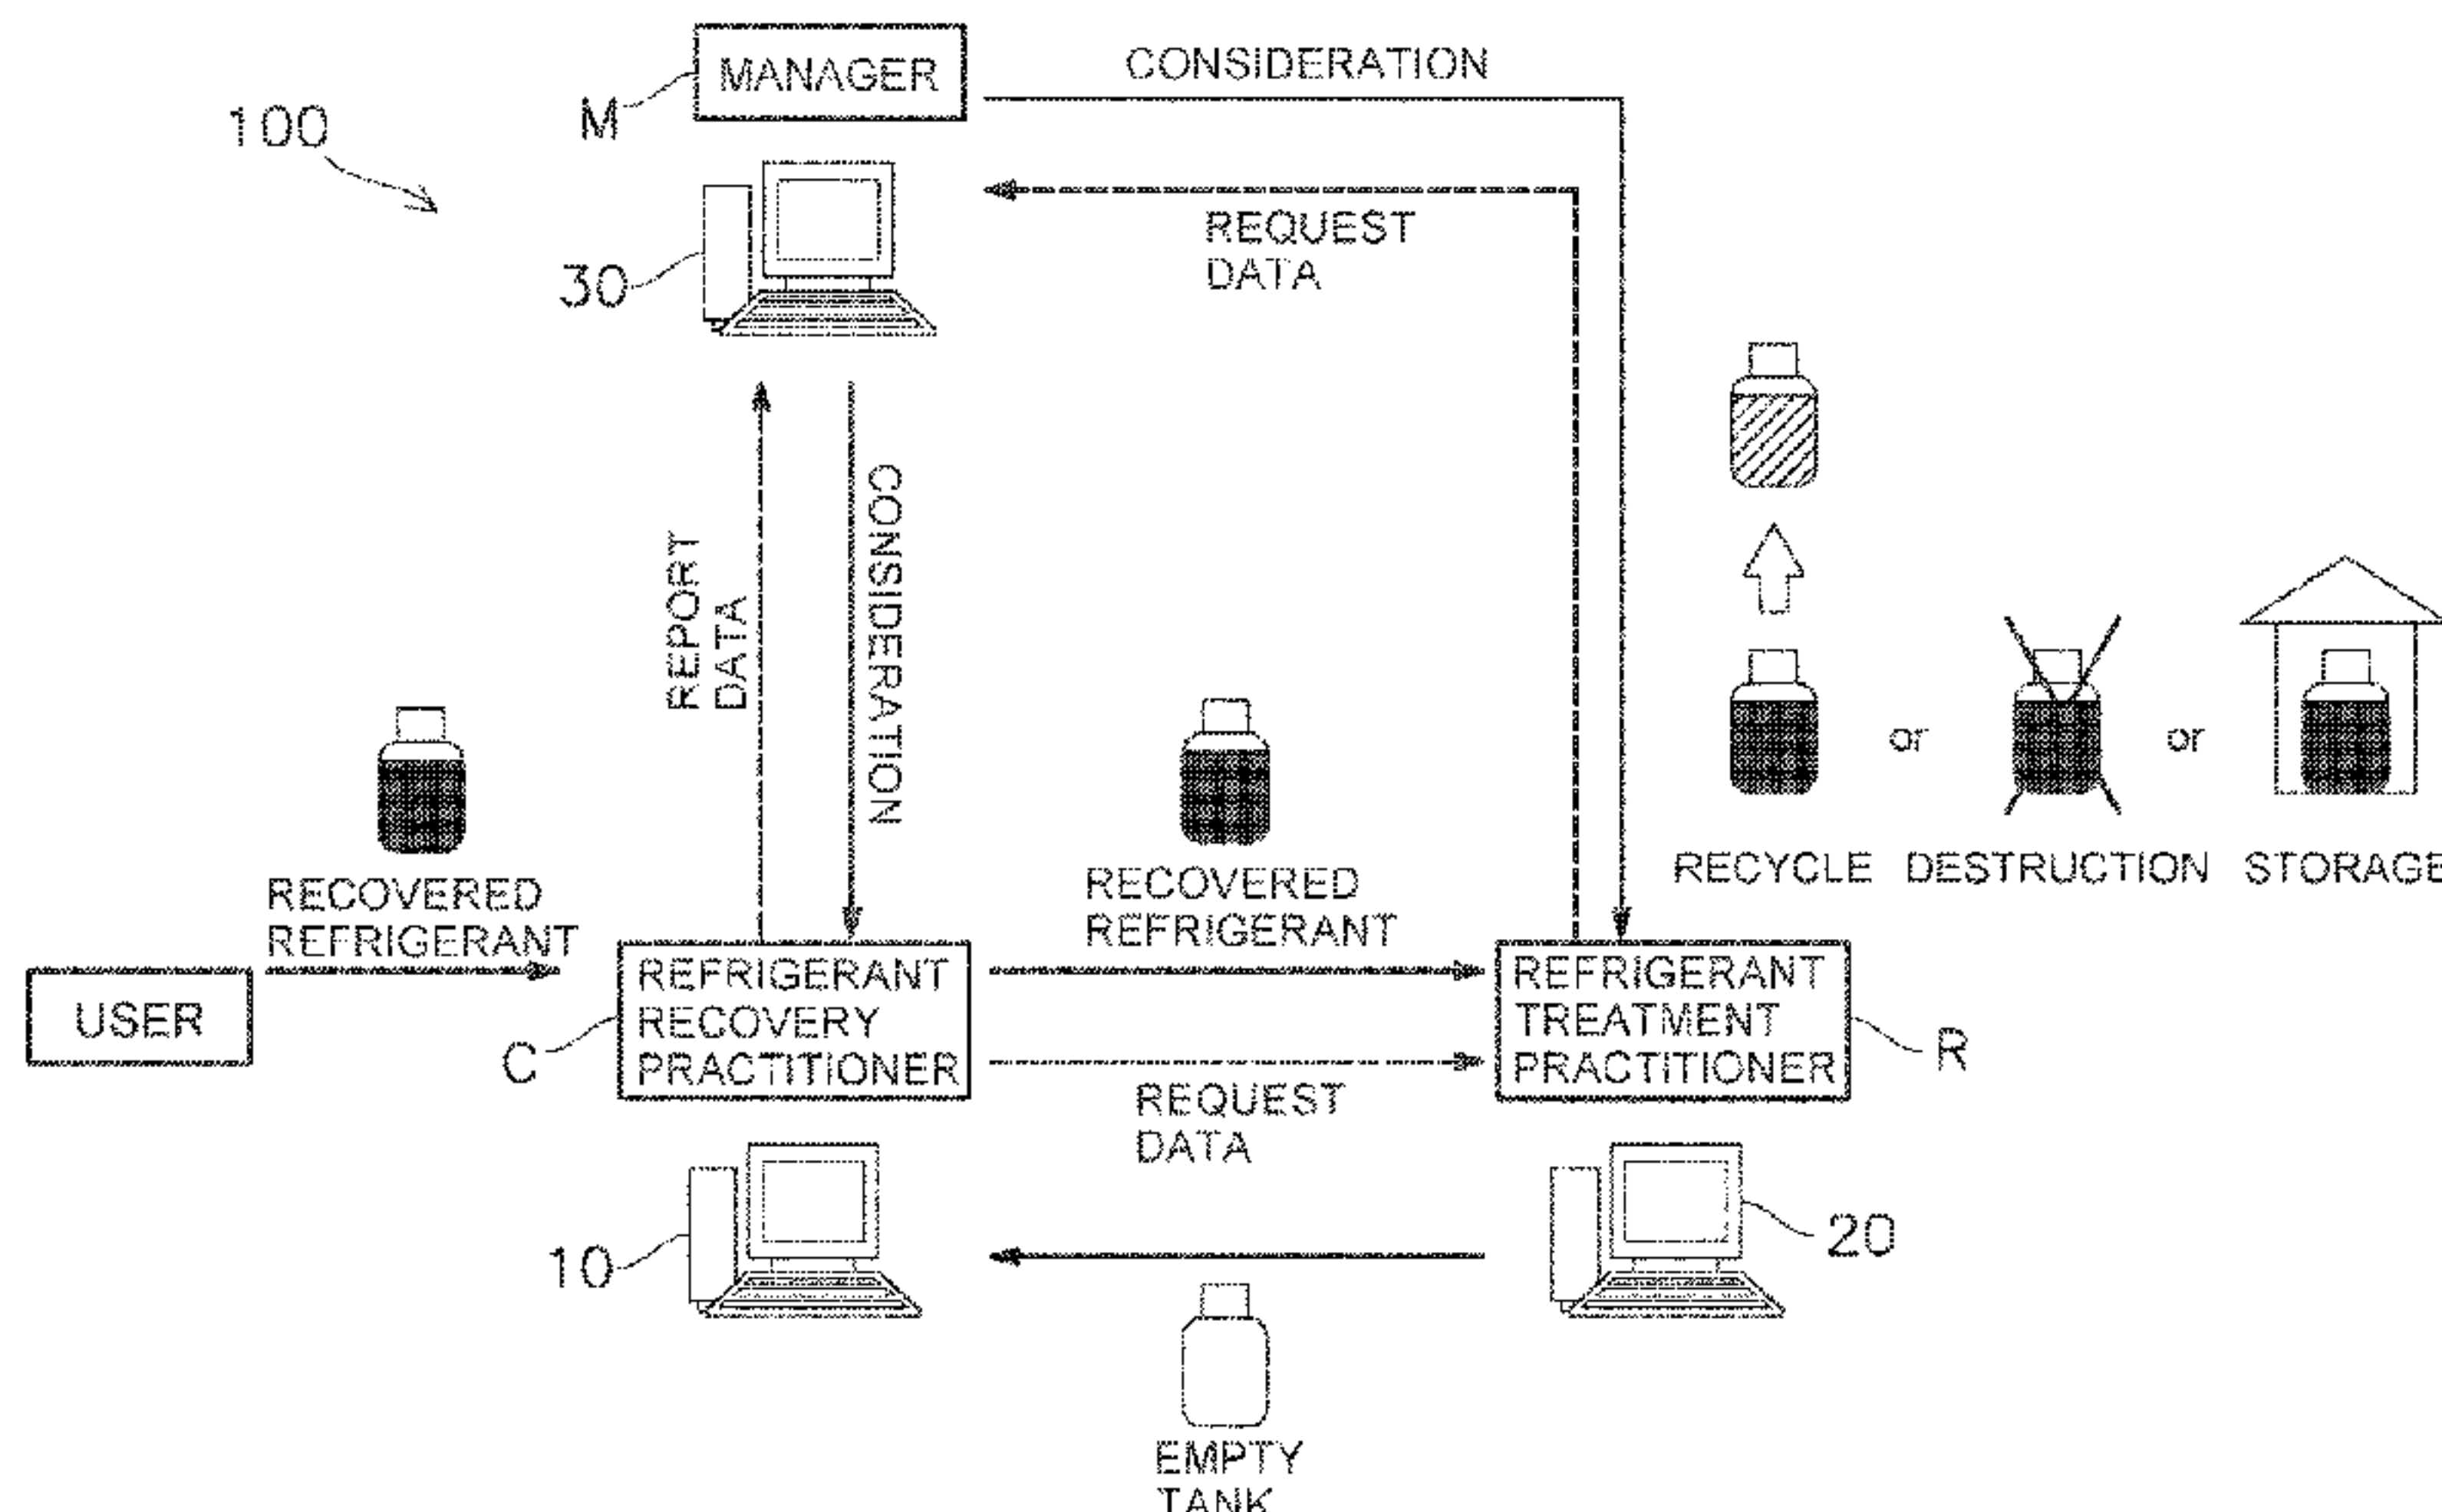 MANAGER
CONSIDERATION
M
100
REQUEST
DATA
30
REPORT
DATA
CONSIDERATION
or
or
RECYCLE
DESTRUCTION
STORAGE
RECOVERED
REFRIGERANT
RECOVERED
REFRIGERANT
USER
REFRIGERANT
RECOVERY
PRACTITIONER
C
REFRIGERANT
TREATMENT
PRACTITIONER
R
REQUEST
DATA
10
20
EMPTY
TANK